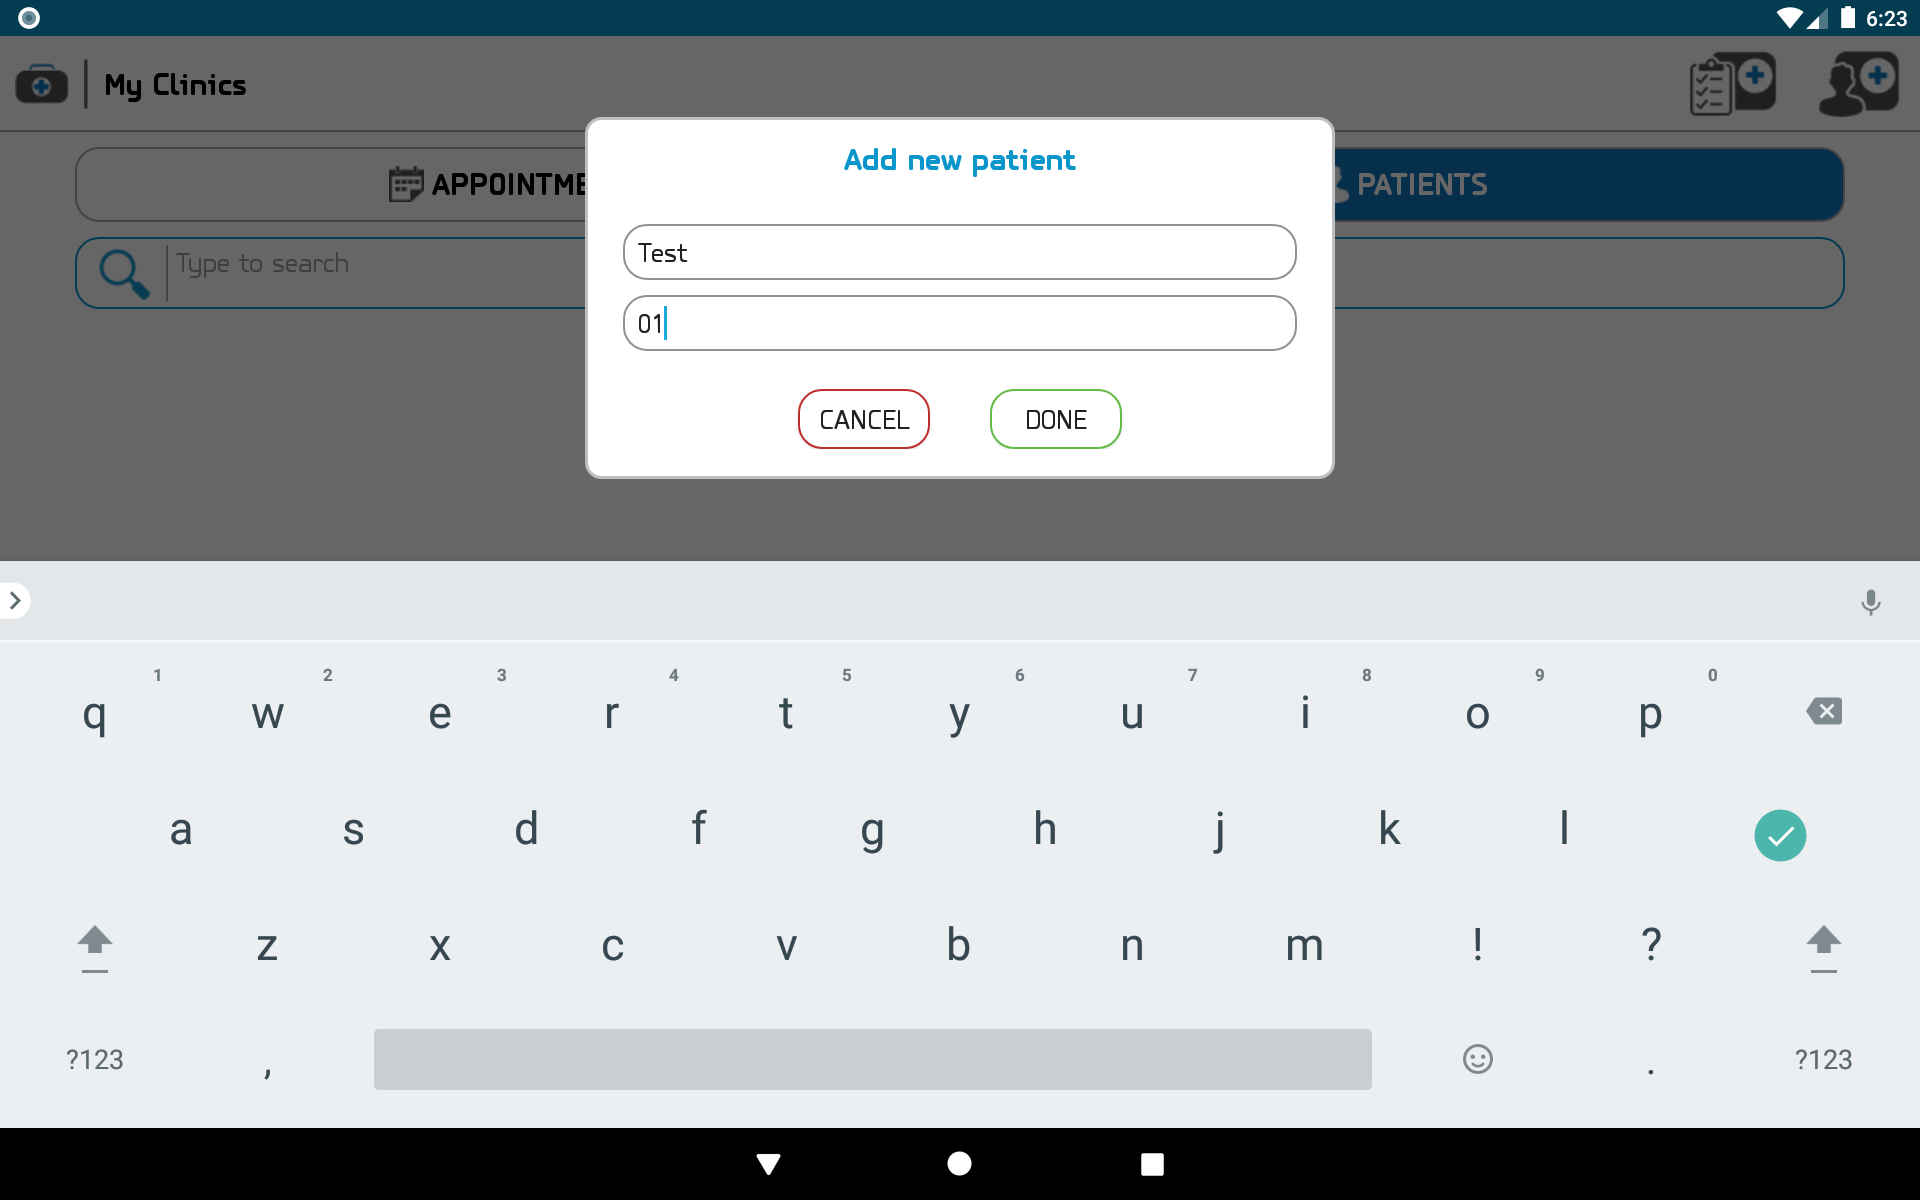 6:23
My Clinics
Add new patient
APPOINTME
PATIENTS
Type to search
Test
01
CANCEL
DONE
1 2 3 4 5 6 7 8 9 0
q w e r t y u i o p
a s d f g h j k l
z x c v b n m ! ?
?123 , . ?123